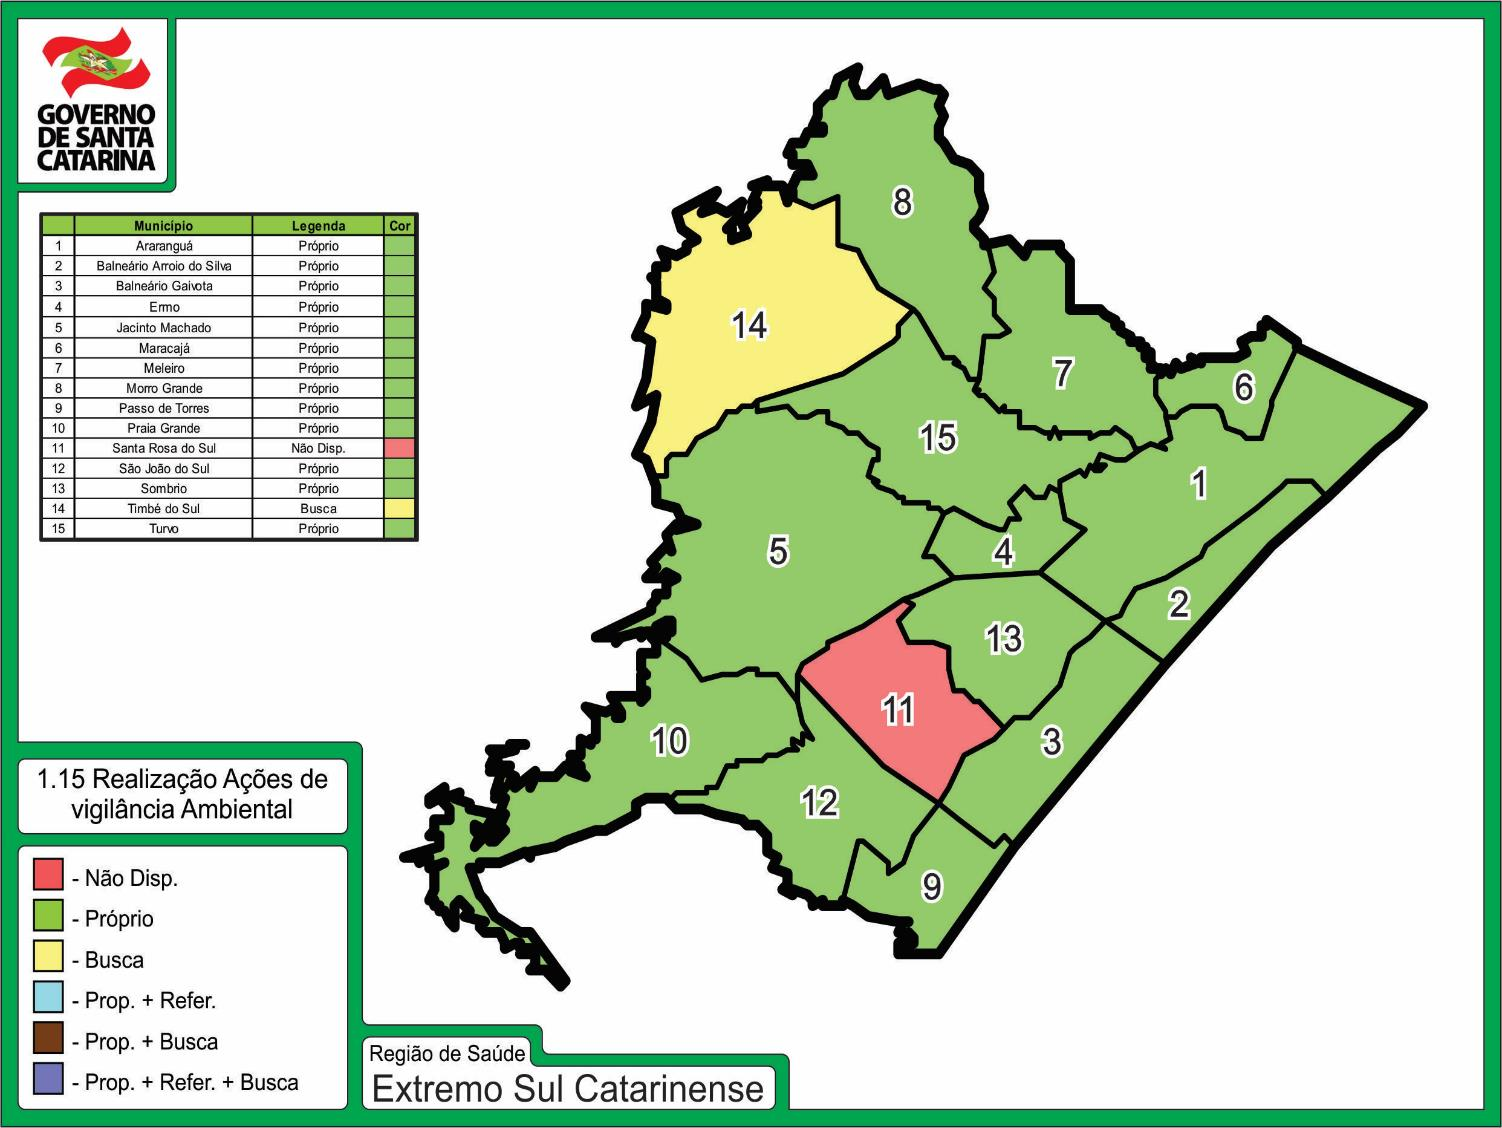 GOVERNO
DE SANTA
CATARINA
Município Legenda Cor
1 Araranguá Próprio
2 Balneário Arroio do Silva Próprio
3 Balneário Gaivota Próprio
4 Ermo Próprio
5 Jacinto Machado Próprio
6 Maracajá Próprio
7 Meleiro Próprio
8 Morro Grande Próprio
9 Passo de Torres Próprio
10 Praia Grande Próprio
11 Santa Rosa do Sul Não Disp.
12 São João do Sul Próprio
13 Sombrio Próprio
14 Timbé do Sul Busca
15 Turvo Próprio
8
14
7
6
15
1
5
4
2
13
11
10
3
12
9
1.15 Realização Ações de
vigilância Ambiental
- Não Disp.
- Próprio
- Busca
- Prop. + Refer.
- Prop. + Busca
- Prop. + Refer. + Busca
Região de Saúde
Extremo Sul Catarinense